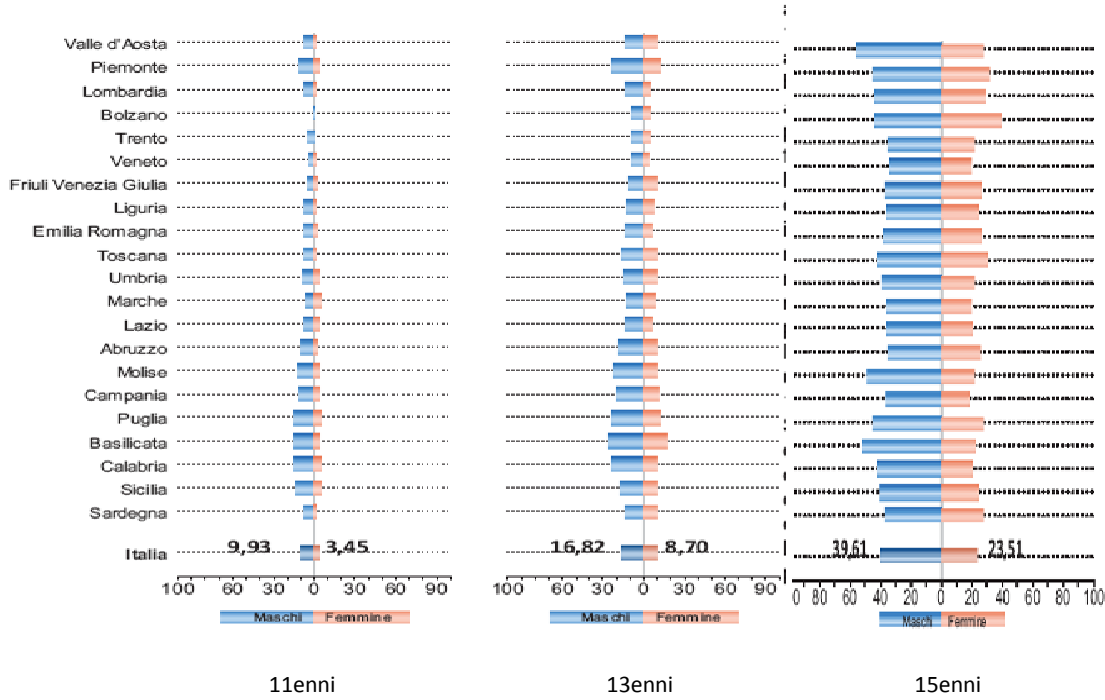 Valle d'Aosta
Piemonte
Lombardia
Bolzano
Trento
Veneto
Friuli Venezia Giulia
Liguria
Emilia Romagna
Toscana
Umbria
Marche
Lazio
Abruzzo
Molise
Campania
Puglia
Basilicata
Calabria
Sicilia
Sardegna
Italia 9,93 3,45 16,82 8,70 39,61 23,51
100 60 30 0 30 60 90 100 60 30 0 30 60 90 0 80 60 40 20 0 20 40 60 80 100
Maschi Femmine Maschi Femmine Maschi Femmine
11enni 13enni 15enni